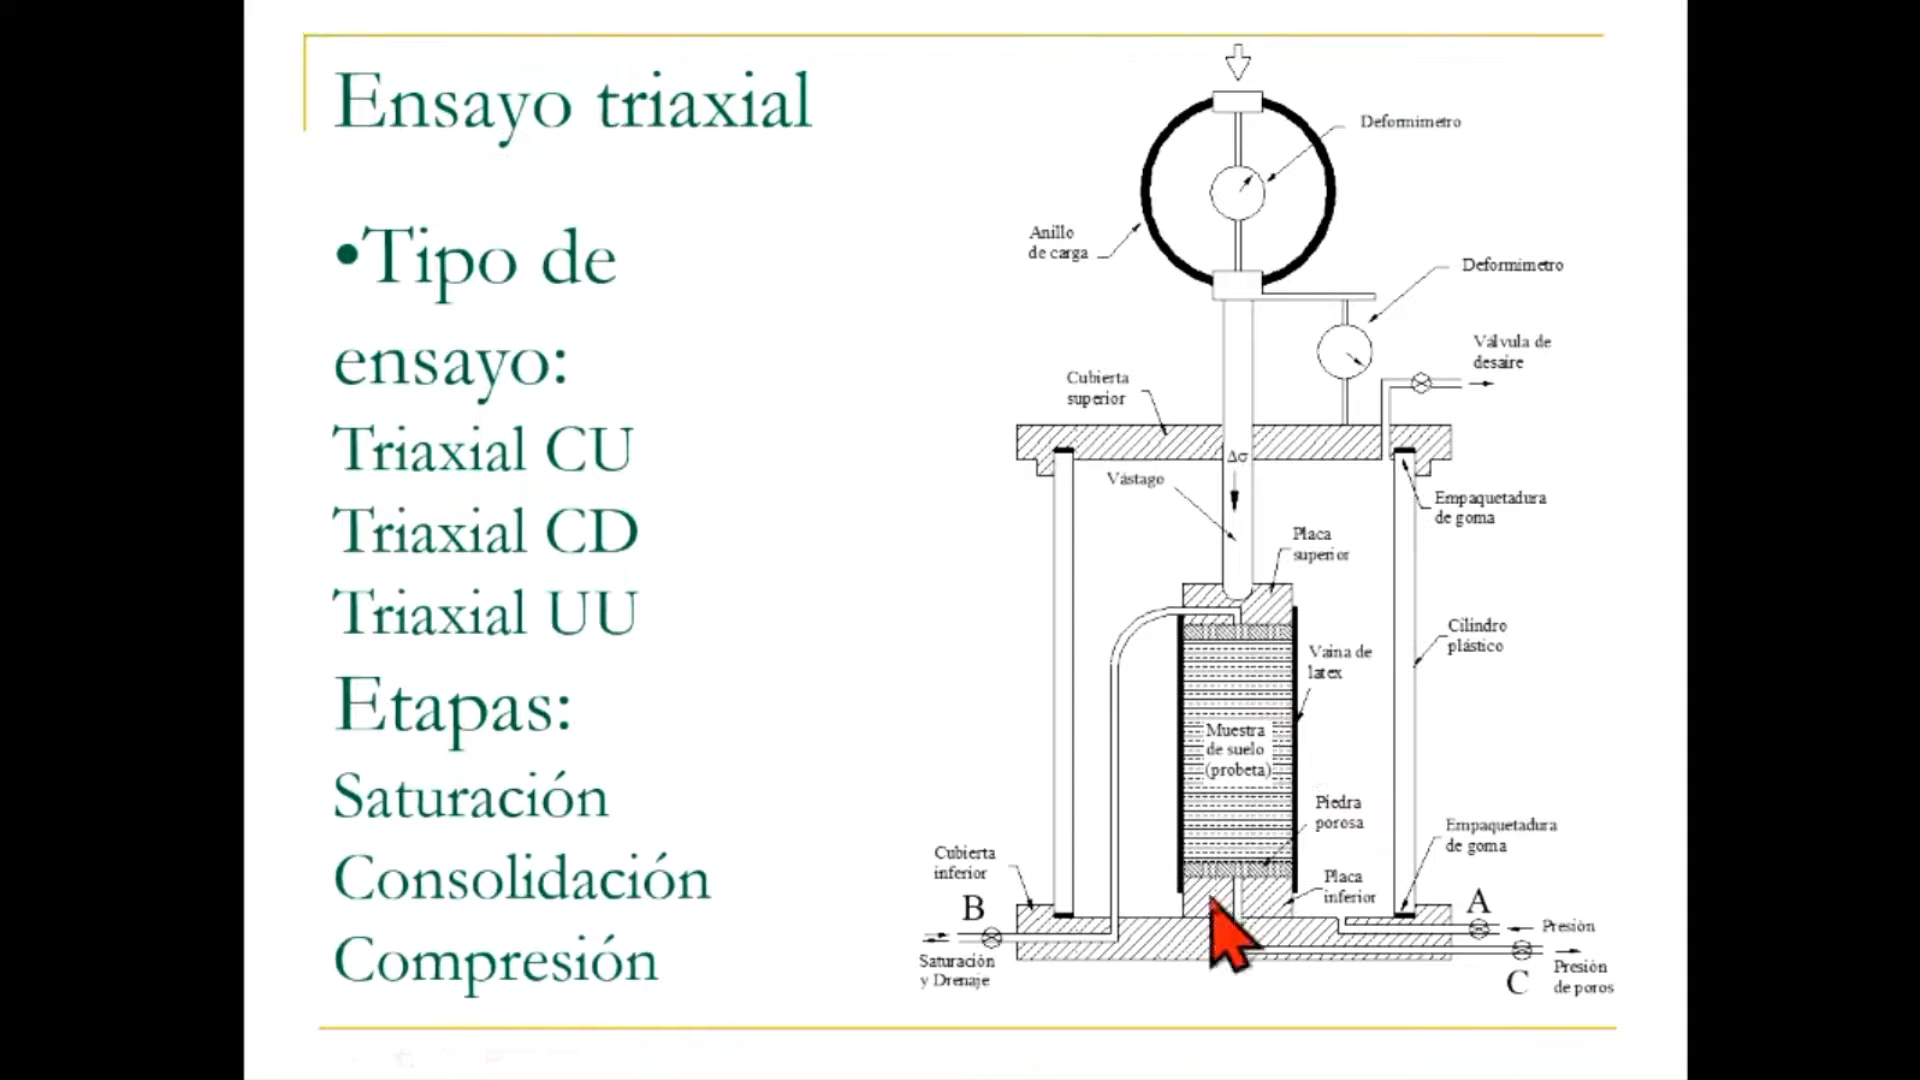 Ensayo triaxial
•Tipo de
ensayo:
Triaxial CU
Triaxial CD
Triaxial UU
Etapas:
Saturación
Consolidación
Compresión
Deformimetro
Anillo
de carga
Deformimetro
Válvula de
desaire
Cubierta
superior
Δσ
Vástago
Empaquetadura
de goma
Placa
superior
Cilindro
plástico
Vaina de
latex
Muestra
de suelo
(probeta)
Piedra
porosa
Empaquetadura
de goma
Cubierta
inferior
Placa
inferior
B
A
Presión
Saturación
y Drenaje
C
Presión
de poros